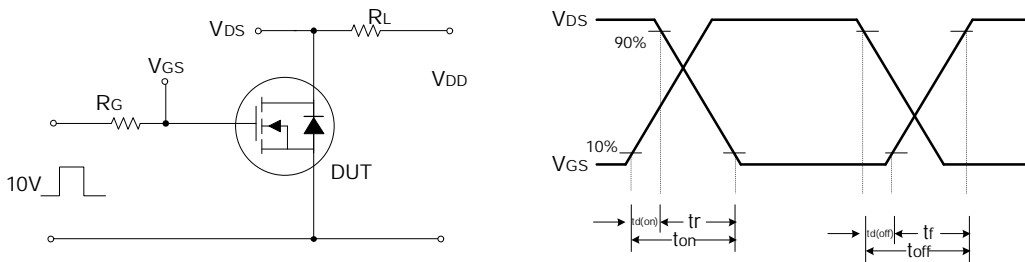 VDS
RL
VGS
VDD
RG
DUT
10V
VDS
90%
10%
VGS
td(on)
tr
ton
td(off)
tf
toff